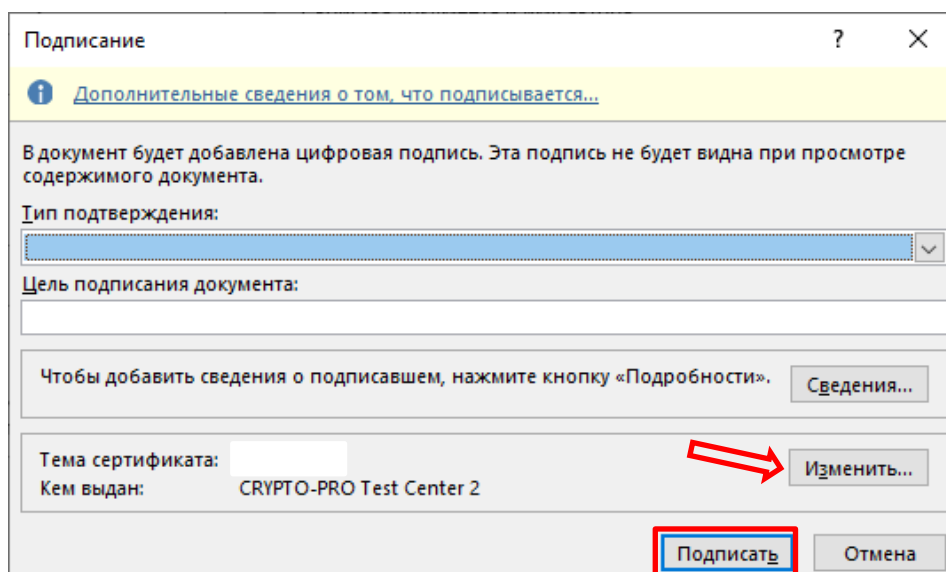 Подписание
?
Дополнительные сведения о том, что подписывается...
В документ будет добавлена цифровая подпись. Эта подпись не будет видна при просмотре
содержимого документа.
Тип подтверждения:
Цель подписания документа:
Чтобы добавить сведения о подписавшем, нажмите кнопку «Подробности».
Сведения...
Тема сертификата:
Изменить...
Кем выдан: CRYPTO-PRO Test Center 2
Подписать Отмена